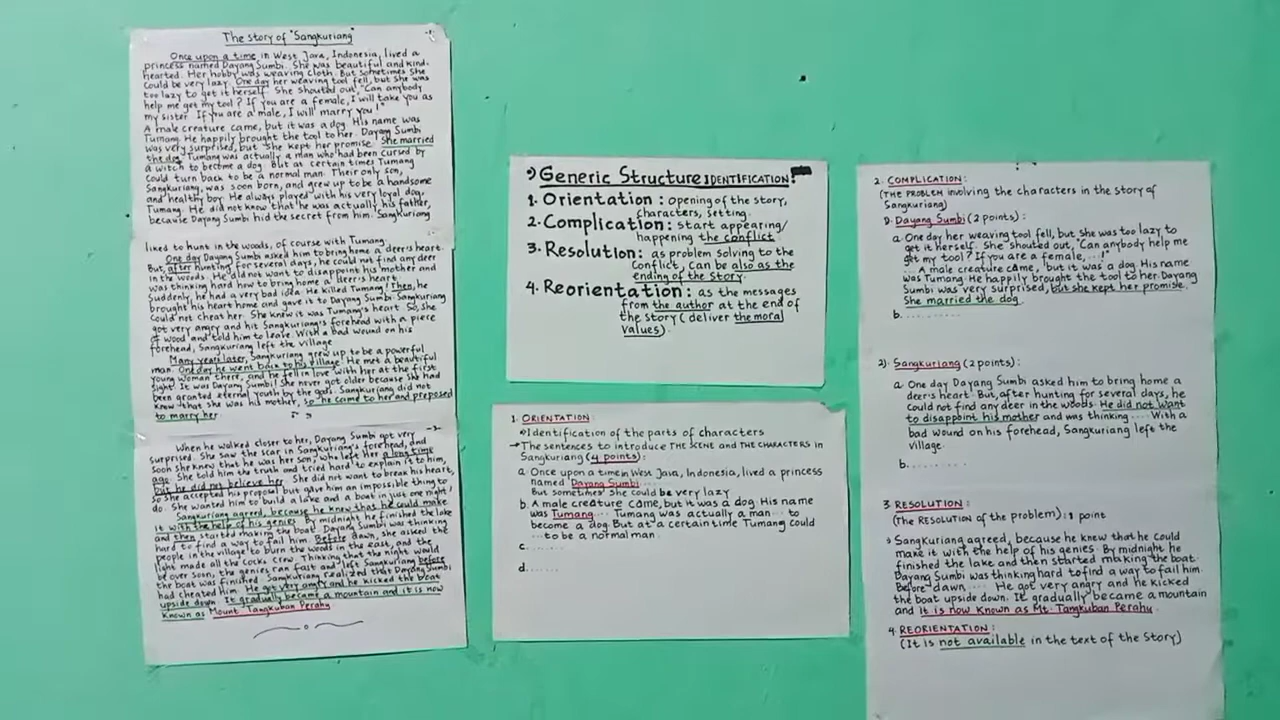 The story of "Sangkuriang"
Once upon a time in West Java, Indonesia, lived a
princess named Dayang Sumbi. She was beautiful and kind-
hearted. Her hobby was weaving cloth. But sometimes she
could be very lazy. One day her weaving tool fell, but she was
too lazy to get it herself. She shouted out, "Can anybody
help me get my tool? If you are a female, I will take you as
my sister. If you are a male, I will marry you!"
A male creature came, but it was a dog. His name was
Tumang. He happily brought the tool to her. Dayang Sumbi
was very surprised, but she kept her promise. She married
the dog. Tumang was actually a man who had been cursed by
a witch to become a dog. But at certain times Tumang
could turn back to be a normal man. Their only son,
Sangkuriang, was soon born, and grew up to be a handsome
and healthy boy. He always played with his very loyal dog,
Tumang. He did not know that he was actually his father,
because Dayang Sumbi hid the secret from him. Sangkuriang
liked to hunt in the woods, of course with Tumang
One day Dayang Sumbi asked him to bring home a deer's heart.
But, after hunting for several days, he could not find any deer
in the woods. He did not want to disappoint his mother and
was thinking hard how to bring home a deer's heart.
Suddenly, he had a very bad idea. He killed Tumang! Then, he
brought his heart home and gave it to Dayang Sumbi. Sangkuriang
could not cheat her. She knew it was Tumang's heart. So, she
got very angry and hit Sangkuriang's forehead with a piece
of wood and told him to leave. With a bad wound on his
forehead, Sangkuriang left the village
Many years later, Sangkuriang grew up to be a powerful
man. One day he went back to his village. He met a beautiful
young woman there, and he fell in love with her at the first
sight. It was Dayang Sumbi! She never got older because she had
been granted eternal youth by the gods. Sangkuriang did not
know that she was his mother, so he came to her and proposed
to marry her
-3-
When he walked closer to her, Dayang Sumbi got very
surprised. She saw the scar in Sangkuriang's forehead, and
soon she knew that he was her son, who left her a long time
ago. She told him the truth and tried hard to explain it to him,
but he did not believe her. She did not want to break his heart,
so she accepted his proposal but gave him an impossible thing to
do. She wanted him to build a lake and a boat in just one night!
Sangkuriang agreed, because he knew that he could make
it with the help of his genies. By midnight he finished the lake
and then started making the boat. Dayang Sumbi was thinking
hard to find a way to fail him. Before dawn, she asked the
people in the village to burn the woods in the east, and the
light made all the cocks crew. Thinking that the night would
be over soon, the genies ran fast and left Sangkuriang before
the boat was finished. Sangkuriang realized that Dayang Sumbi
had cheated him. He got very angry and he kicked the boat
upside down. It gradually became a mountain and it is now
known as Mount. Tangkuban Perahu
Generic Structure IDENTIFICATION!
1. Orientation : opening of the story,
characters, setting.
2. Complication : start appearing/
happening the conflict
3. Resolution : as problem solving to the
conflict, can be also as the
ending of the story.
4. Reorientation : as the messages
from the author at the end of
the story (deliver the moral
values).
1. ORIENTATION :
Identification of the parts of characters
The sentences to introduce THE SCENE and THE CHARACTERS in
Sangkuriang (4 points) :
a. Once upon a time in West Java, Indonesia, lived a princess
named Dayang Sumbi.....
But sometimes she could be very lazy
b. A male creature came, but it was a dog. His name
was Tumang.... Tumang was actually a man.... to
become a dog. But at a certain time Tumang could
....to be a normal man.
c. .......
d. ......
2. COMPLICATION :
(THE PROBLEM involving the characters in the story of
Sangkuriang)
1). Dayang Sumbi (2 points) :
a. One day her weaving tool fell, but she was too lazy to
get it herself. She shouted out, "Can anybody help me
get my tool? If you are a female, ....!"
.... A male creature came, but it was a dog. His name
was Tumang. He happily brought the tool to her. Dayang
Sumbi was very surprised, but she kept her promise.
She married the dog.
b. ..........
2). Sangkuriang (2 points) :
a. One day Dayang Sumbi asked him to bring home a
deer's heart. But, after hunting for several days, he
could not find any deer in the woods. He did not want
to disappoint his mother and was thinking.... With a
bad wound on his forehead, Sangkuriang left the
village.
b. ..........
3. RESOLUTION :
(The RESOLUTION of the problem) : 1 point
Sangkuriang agreed, because he knew that he could
make it with the help of his genies. By midnight he
finished the lake and then started making the boat.
Dayang Sumbi was thinking hard to find a way to fail him.
Before dawn, .... He got very angry and he kicked
the boat upside down. It gradually became a mountain
and it is now known as Mt. Tangkuban Perahu.
4. REORIENTATION :
(It is not available in the text of the story)